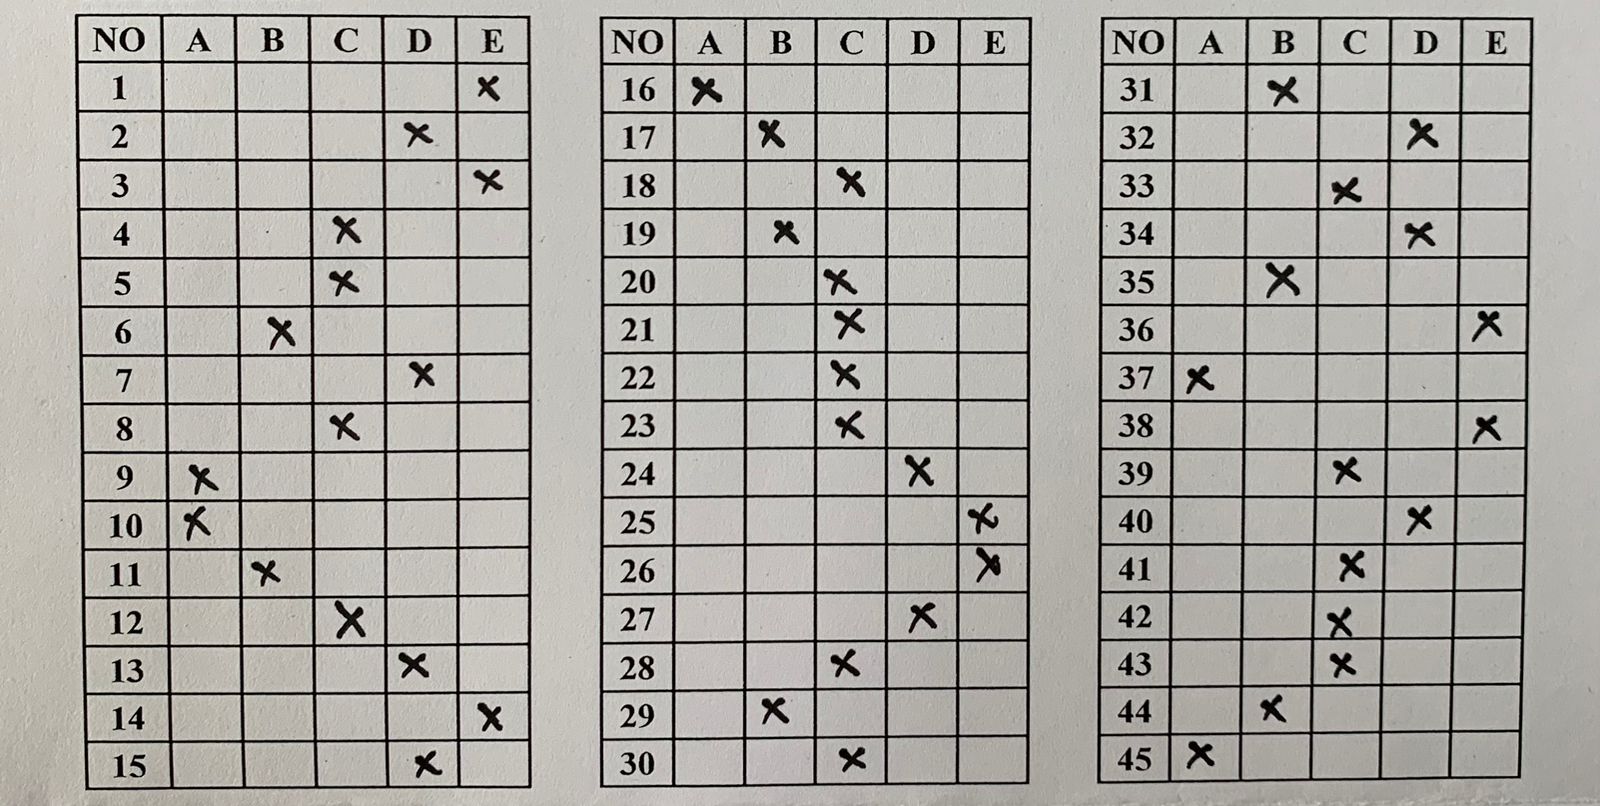 NO A B C D E
1 X
2 X
3 X
4 X
5 X
6 X
7 X
8 X
9 X
10 X
11 X
12 X
13 X
14 X
15 X
NO A B C D E
16 X
17 X
18 X
19 X
20 X
21 X
22 X
23 X
24 X
25 X
26 X
27 X
28 X
29 X
30 X
NO A B C D E
31 X
32 X
33 X
34 X
35 X
36 X
37 X
38 X
39 X
40 X
41 X
42 X
43 X
44 X
45 X